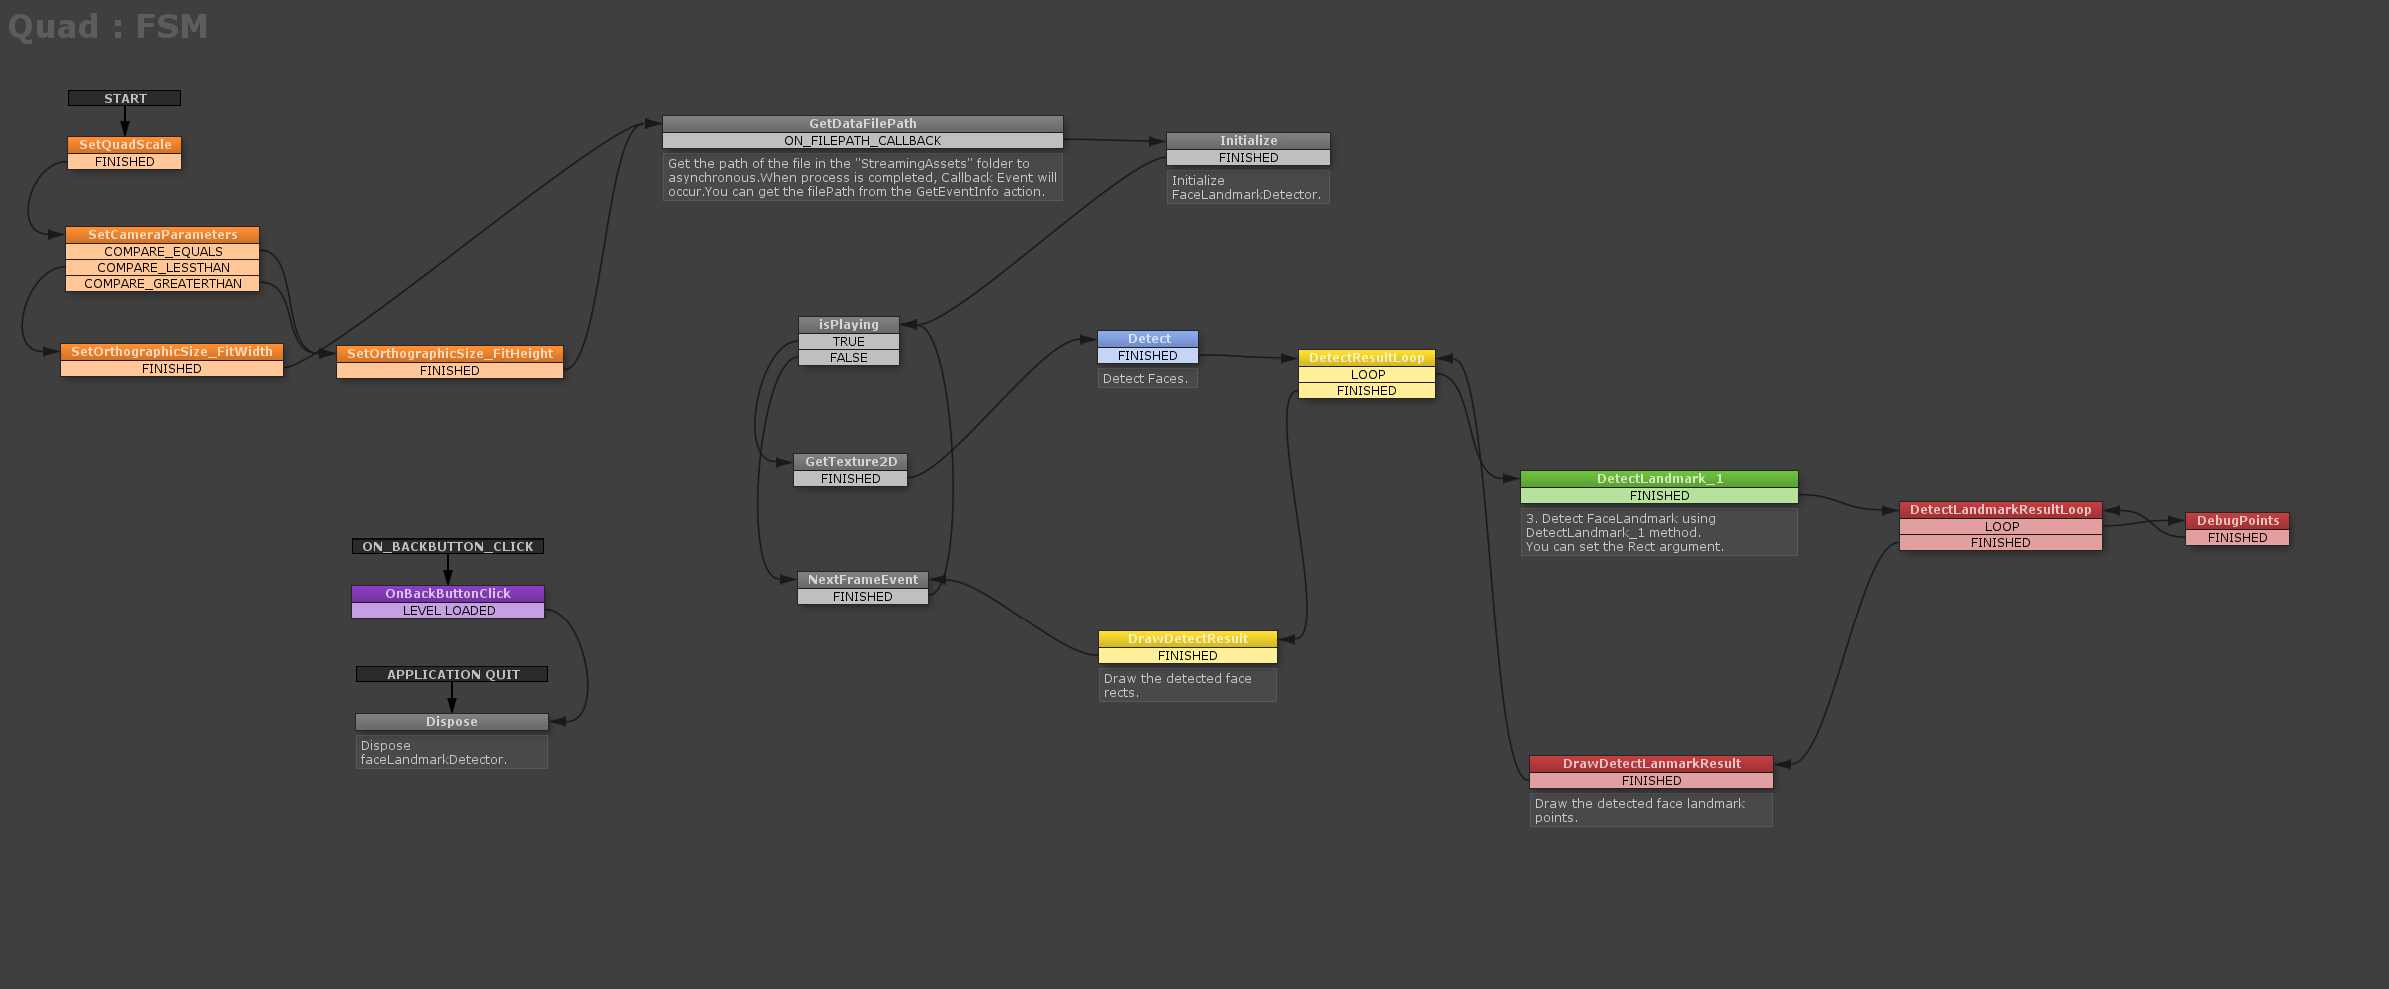 Quad : FSM
START
SetQuadScale
FINISHED
SetCameraParameters
COMPARE_EQUALS
COMPARE_LESSTHAN
COMPARE_GREATERTHAN
SetOrthographicSize_FitWidth
FINISHED
SetOrthographicSize_FitHeight
FINISHED
GetDataFilePath
ON_FILEPATH_CALLBACK
Get the path of the file in the "StreamingAssets" folder to
asynchronous.When process is completed, Callback Event will
occur.You can get the filePath from the GetEventInfo action.
Initialize
FINISHED
Initialize
FaceLandmarkDetector.
isPlaying
TRUE
FALSE
GetTexture2D
FINISHED
NextFrameEvent
FINISHED
Detect
FINISHED
Detect Faces.
DetectResultLoop
LOOP
FINISHED
DrawDetectResult
FINISHED
Draw the detected face
rects.
DetectLandmark_1
FINISHED
3. Detect FaceLandmark using
DetectLandmark_1 method.
You can set the Rect argument.
DetectLandmarkResultLoop
LOOP
FINISHED
DebugPoints
FINISHED
DrawDetectLanmarkResult
FINISHED
Draw the detected face landmark
points.
ON_BACKBUTTON_CLICK
OnBackButtonClick
LEVEL LOADED
APPLICATION QUIT
Dispose
Dispose
faceLandmarkDetector.